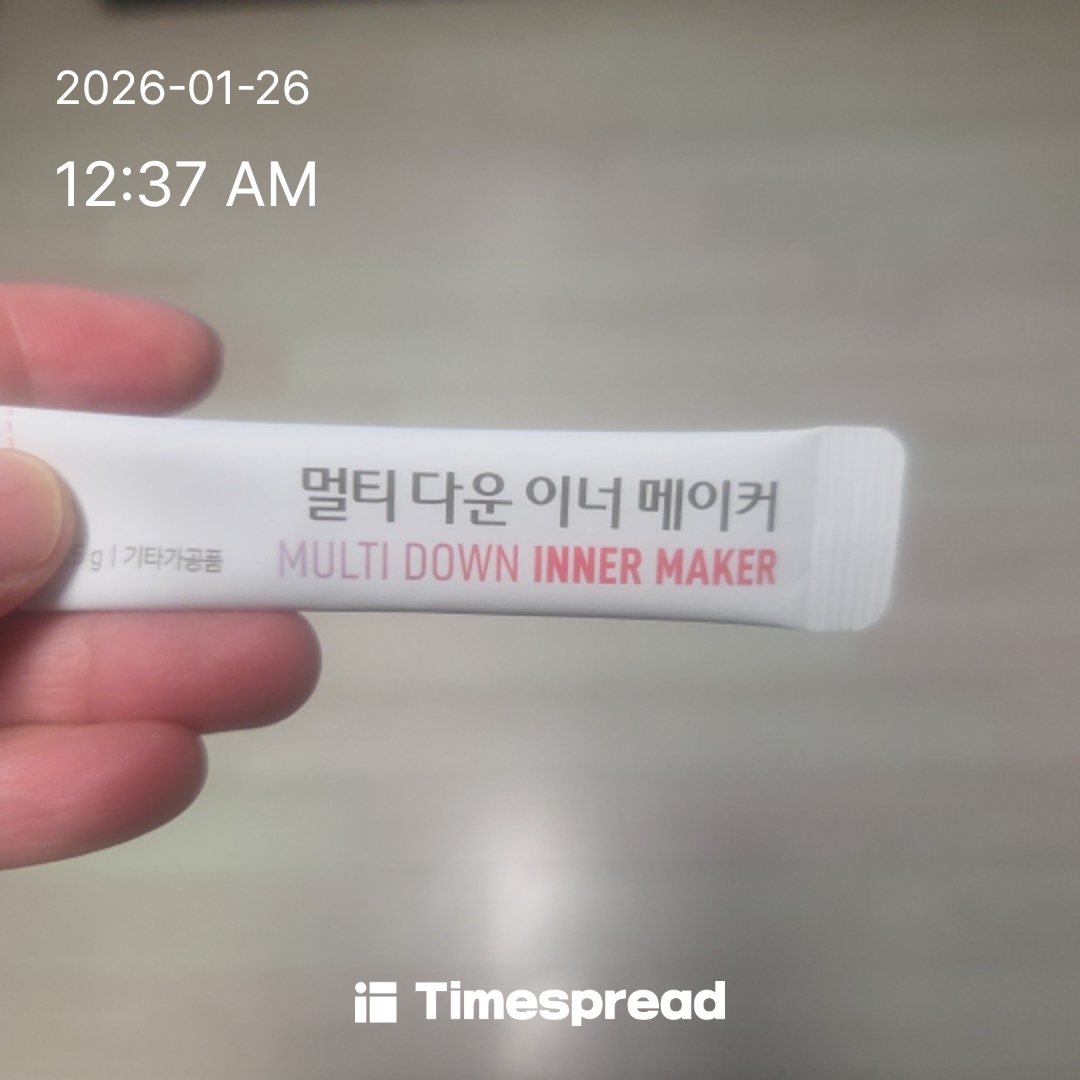 2026-01-26
12:37 AM
멀티 다운 이너 메이커
g | 기타가공품
MULTI DOWN INNER MAKER
Timespread